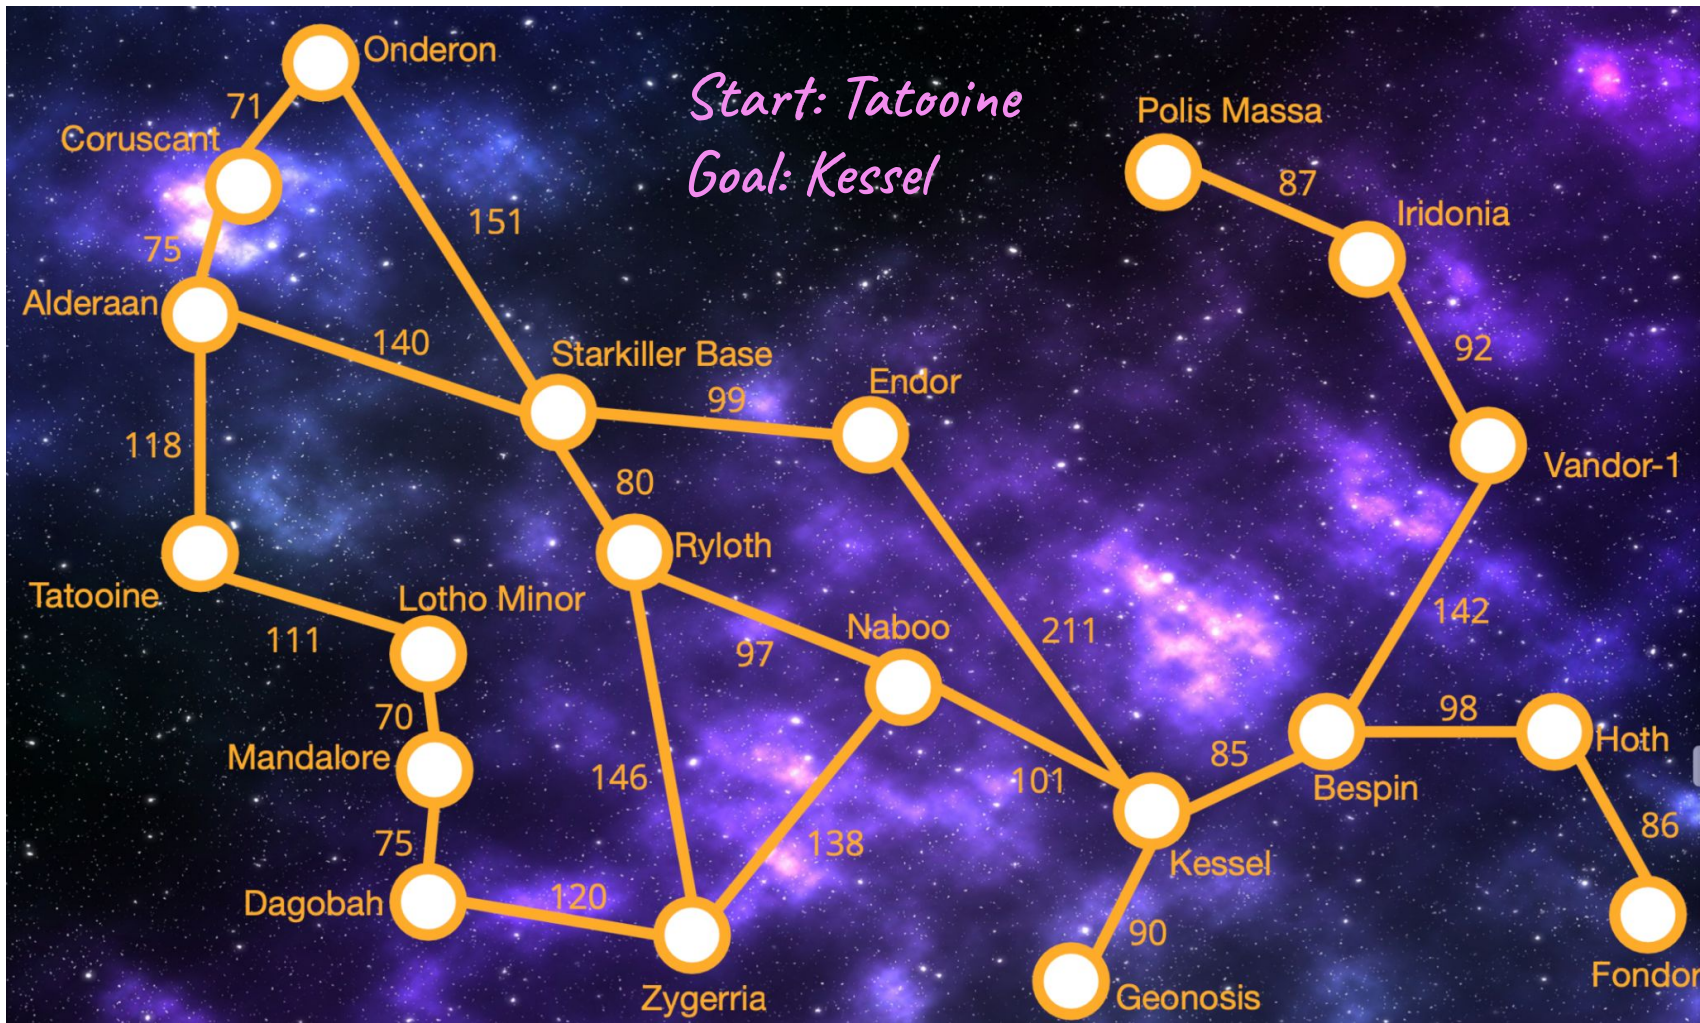 Onderon
71
Start: Tatooine
Polis Massa
Coruscant
Goal: Kessel
87
Iridonia
151
75
Alderaan
140
Starkiller Base
92
99
Endor
118
80
Vandor-1
Ryloth
Tatooine
Lotho Minor
111
97
Naboo
211
142
70
98
Mandalore
146
101
85
Hoth
Bespin
75
138
86
Kessel
Dagobah
120
90
Zygerria
Geonosis
Fondor